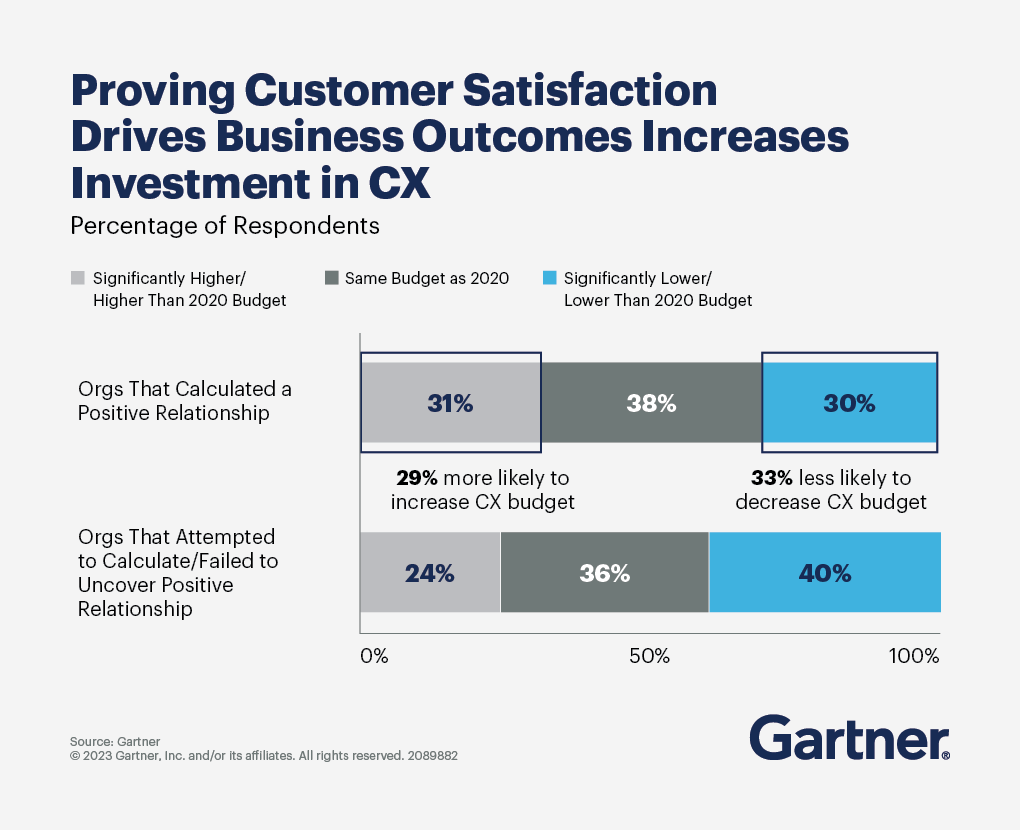 Proving Customer Satisfaction
Drives Business Outcomes Increases
Investment in CX
Percentage of Respondents
Significantly Higher/
Higher Than 2020 Budget
Same Budget as 2020
Significantly Lower/
Lower Than 2020 Budget
Orgs That Calculated a
Positive Relationship
31%
38%
30%
29% more likely to
increase CX budget
33% less likely to
decrease CX budget
Orgs That Attempted
to Calculate/Failed to
Uncover Positive
Relationship
24%
36%
40%
0%
50%
100%
Source: Gartner
© 2023 Gartner, Inc. and/or its affiliates. All rights reserved. 2089882
Gartner®